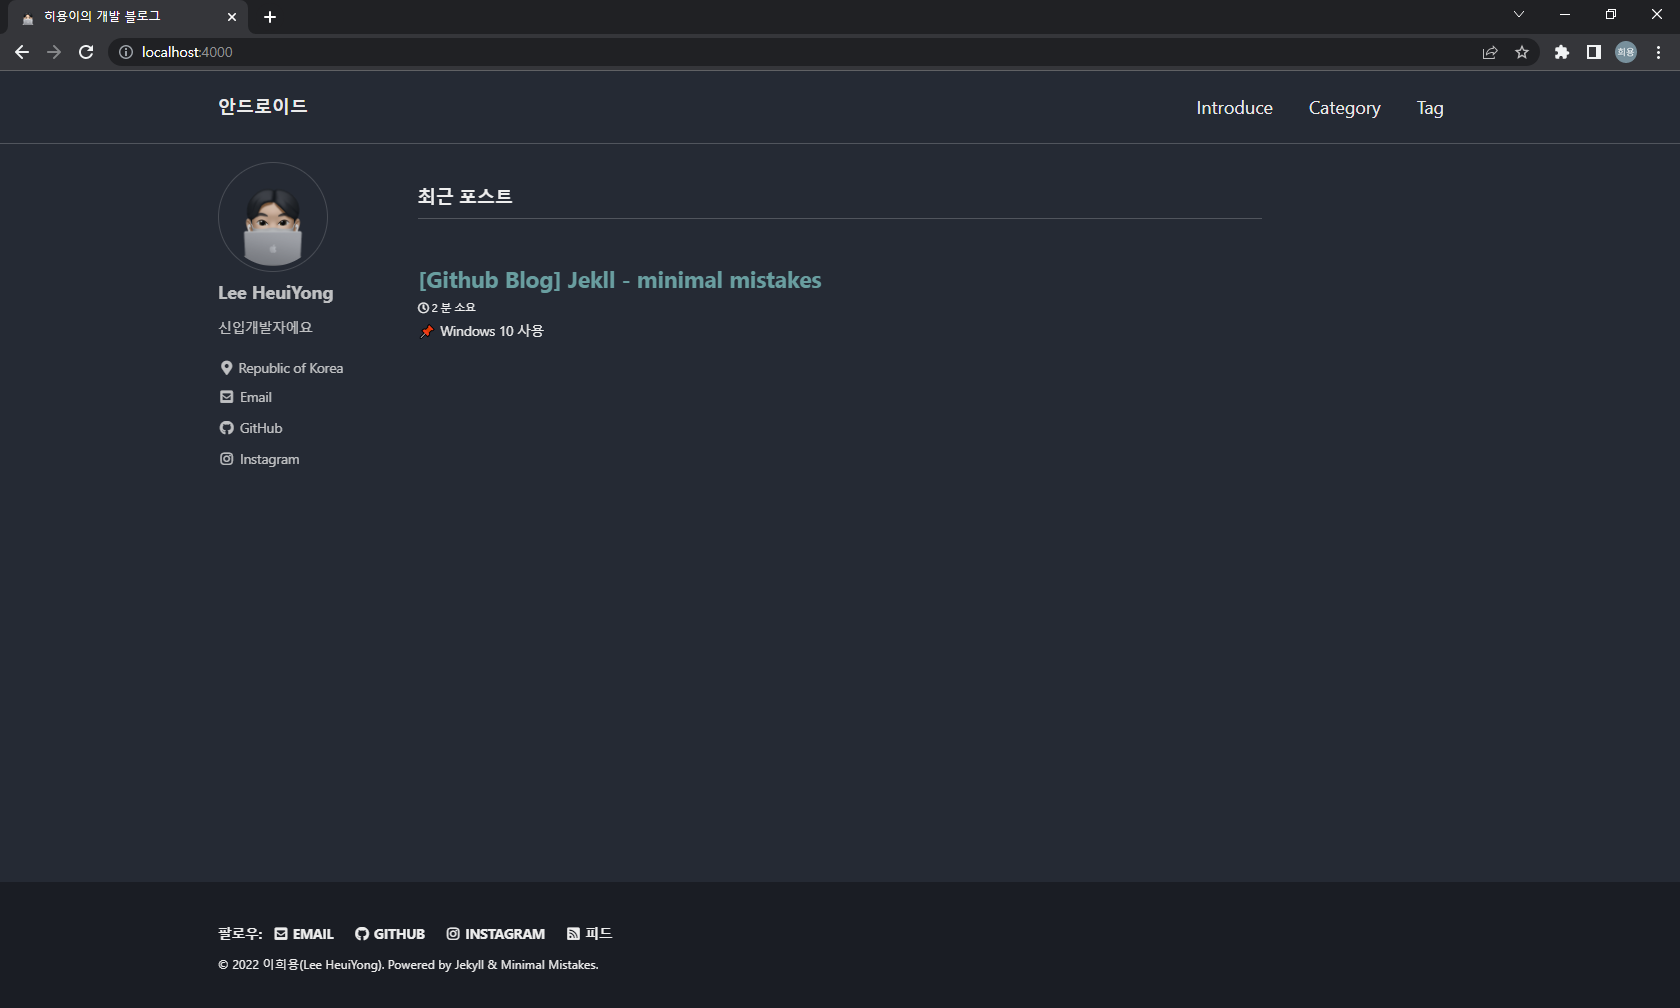 히용이의 개발 블로그
localhost:4000
희용
안드로이드
Introduce Category Tag
Lee HeuiYong
신입개발자에요
Republic of Korea
Email
GitHub
Instagram
최근 포스트
[Github Blog] Jekll - minimal mistakes
2 분 소요
Windows 10 사용
팔로우: EMAIL GITHUB INSTAGRAM 피드
© 2022 이희용(Lee HeuiYong). Powered by Jekyll & Minimal Mistakes.